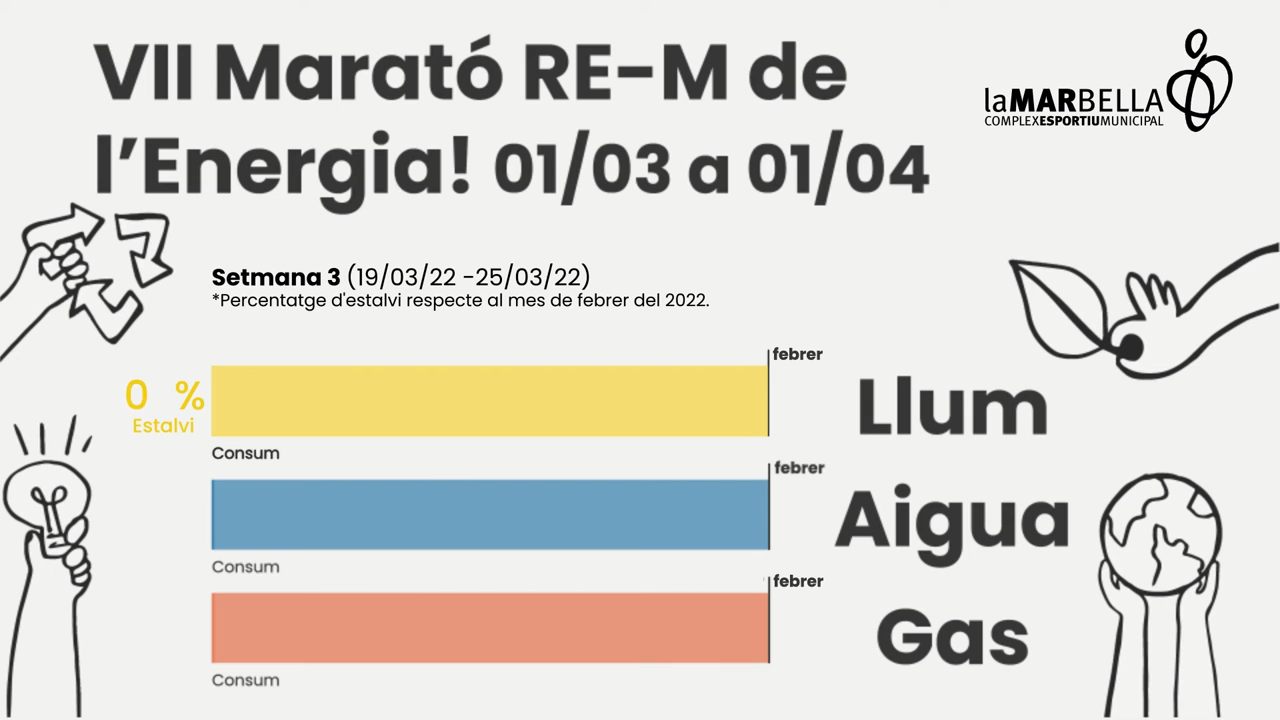 VII Marató RE-M de
l’Energia! 01/03 a 01/04
laMARBELLA
COMPLEXESPORTIUMUNICIPAL
Setmana 3 (19/03/22 -25/03/22)
*Percentatge d'estalvi respecte al mes de febrer del 2022.
febrer
0 %
Estalvi
Llum
Consum
febrer
Aigua
Consum
febrer
Gas
Consum